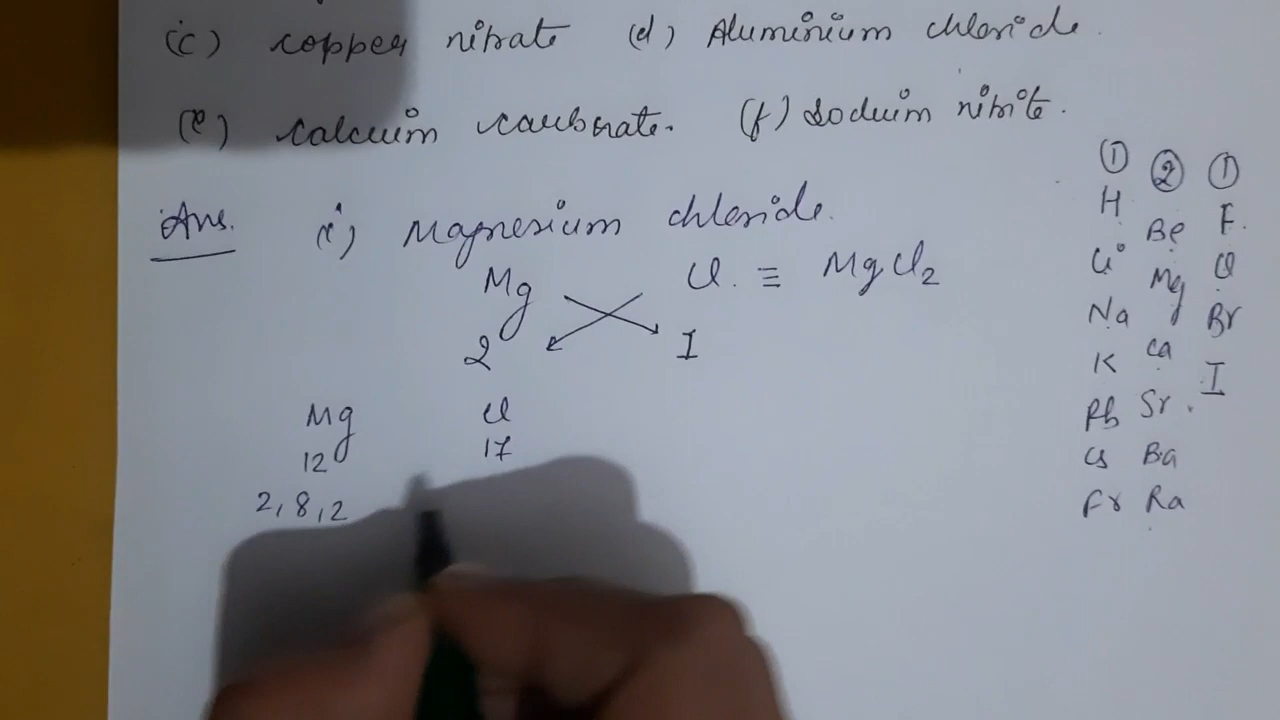 (c) copper nitrate (d) Aluminium chloride.
(e) calcium carbonate. (f) Sodium nitrite.
Ans. (i) Magnesium chloride.
Mg Cl ≡ MgCl2
2 1
Mg Cl
12 17
2,8,2
1 2 1
H Be F
Li Mg Cl
Na Ca Br
K Sr I
Rb Ba
Cs Ra
Fr